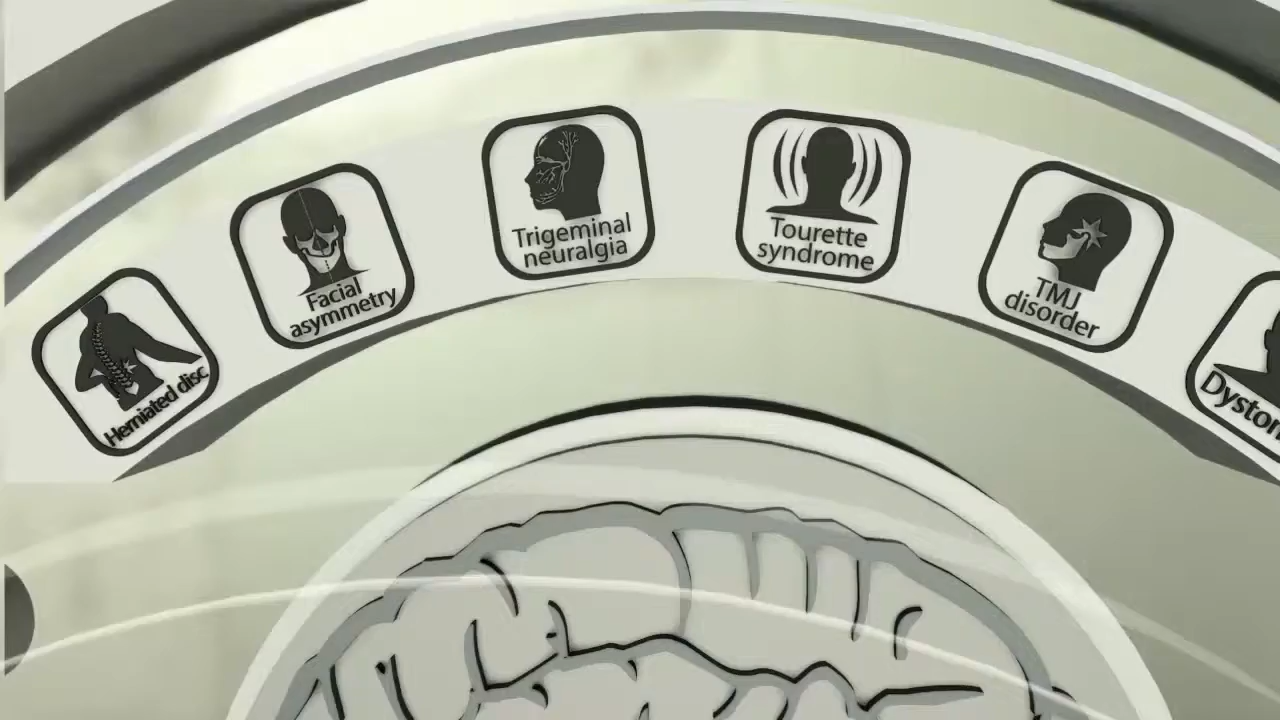 Herniated disc
Facial
asymmetry
Trigeminal
neuralgia
Tourette
syndrome
TMJ
disorder